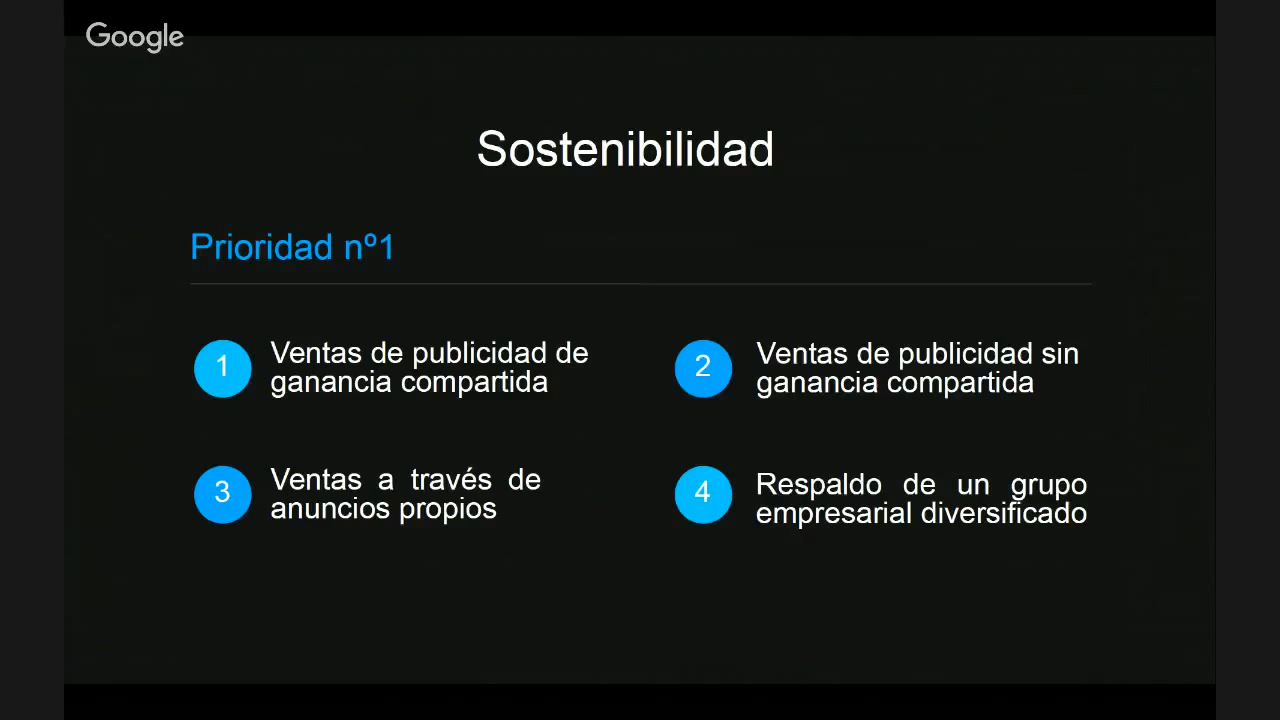 Google
Sostenibilidad
Prioridad nº1
1
Ventas de publicidad de
ganancia compartida
2
Ventas de publicidad sin
ganancia compartida
3
Ventas a través de
anuncios propios
4
Respaldo de un grupo
empresarial diversificado